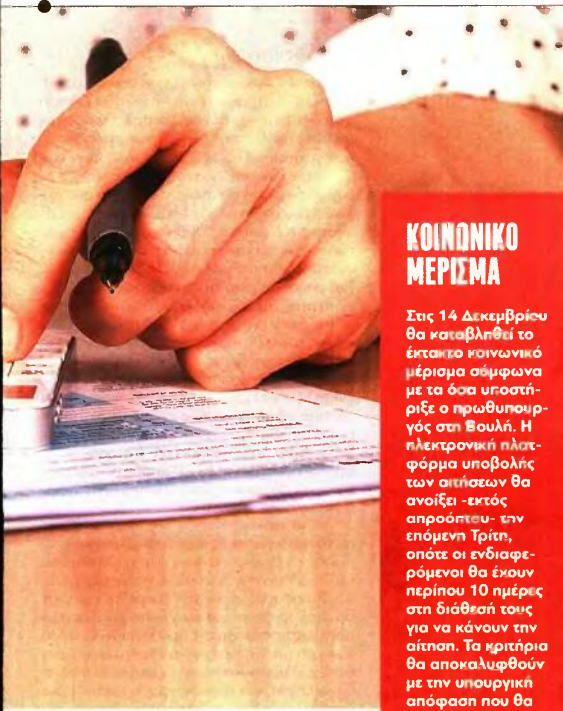 ΚΟΙΝΩΝΙΚΟ
ΜΕΡΙΣΜΑ
Στις 14 Δεκεμβρίου
θα καταβληθεί το
έκτακτο κοινωνικό
μέρισμα σύμφωνα
με τα όσα υποστή-
ριξε ο πρωθυπουρ-
γός στη Βουλή. Η
ηλεκτρονική πλατ-
φόρμα υποβολής
των αιτήσεων θα
ανοίξει -εκτός
απροόπτου- την
επόμενη Τρίτη,
οπότε οι ενδιαφε-
ρόμενοι θα έχουν
περίπου 10 ημέρες
στη διάθεσή τους
για να κάνουν την
αίτηση. Τα κριτήρια
θα αποκαλυφθούν
με την υπουργική
απόφαση που θα